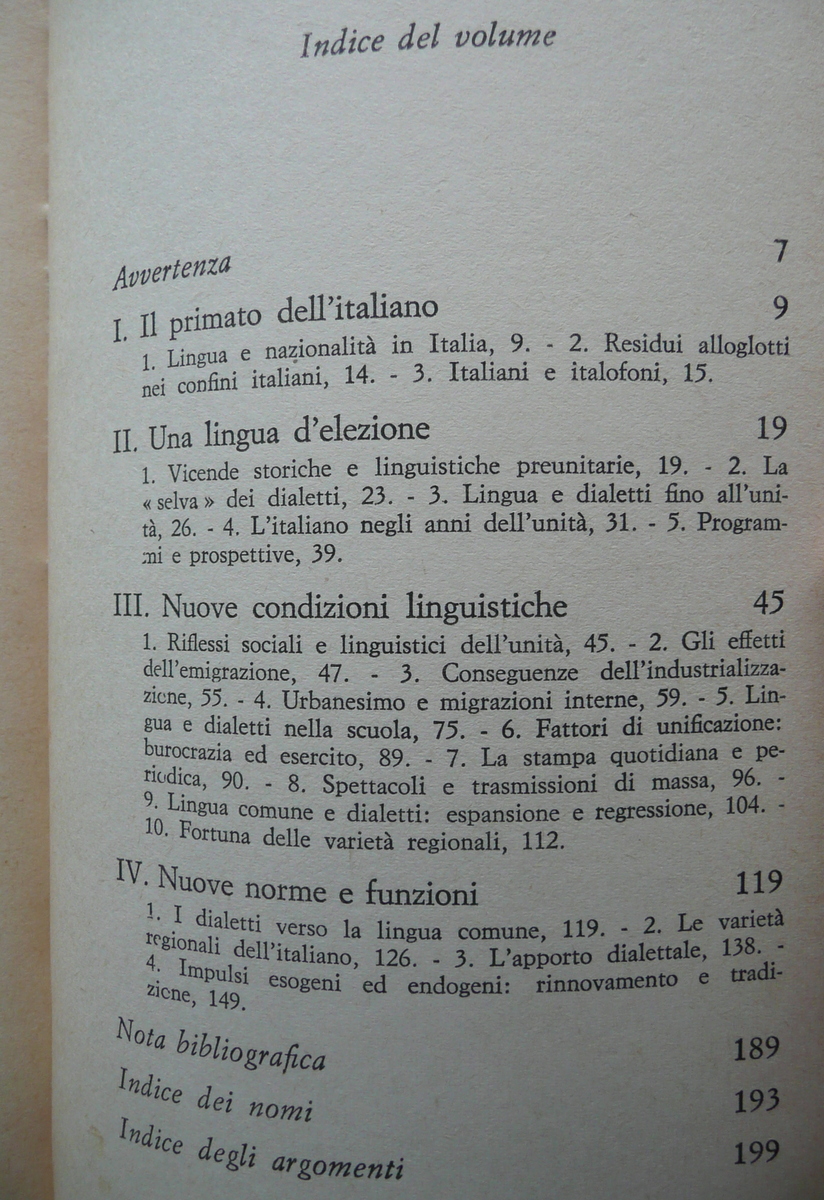 Indice del volume
Avvertenza 7
I. Il primato dell'italiano 9
1. Lingua e nazionalità in Italia, 9. - 2. Residui alloglotti
nei confini italiani, 14. - 3. Italiani e italofoni, 15.
II. Una lingua d'elezione 19
1. Vicende storiche e linguistiche preunitarie, 19. - 2. La
« selva » dei dialetti, 23. - 3. Lingua e dialetti fino all'uni-
tà, 26. - 4. L'italiano negli anni dell'unità, 31. - 5. Program-
mi e prospettive, 39.
III. Nuove condizioni linguistiche 45
1. Riflessi sociali e linguistici dell'unità, 45. - 2. Gli effetti
dell'emigrazione, 47. - 3. Conseguenze dell'industrializza-
zione, 55. - 4. Urbanesimo e migrazioni interne, 59. - 5. Lin-
gua e dialetti nella scuola, 75. - 6. Fattori di unificazione:
burocrazia ed esercito, 89. - 7. La stampa quotidiana e pe-
riodica, 90. - 8. Spettacoli e trasmissioni di massa, 96. -
9. Lingua comune e dialetti: espansione e regressione, 104. -
10. Fortuna delle varietà regionali, 112.
IV. Nuove norme e funzioni 119
1. I dialetti verso la lingua comune, 119. - 2. Le varietà
regionali dell'italiano, 126. - 3. L'apporto dialettale, 138. -
4. Impulsi esogeni ed endogeni: rinnovamento e tradi-
zione, 149.
Nota bibliografica 189
Indice dei nomi 193
Indice degli argomenti 199